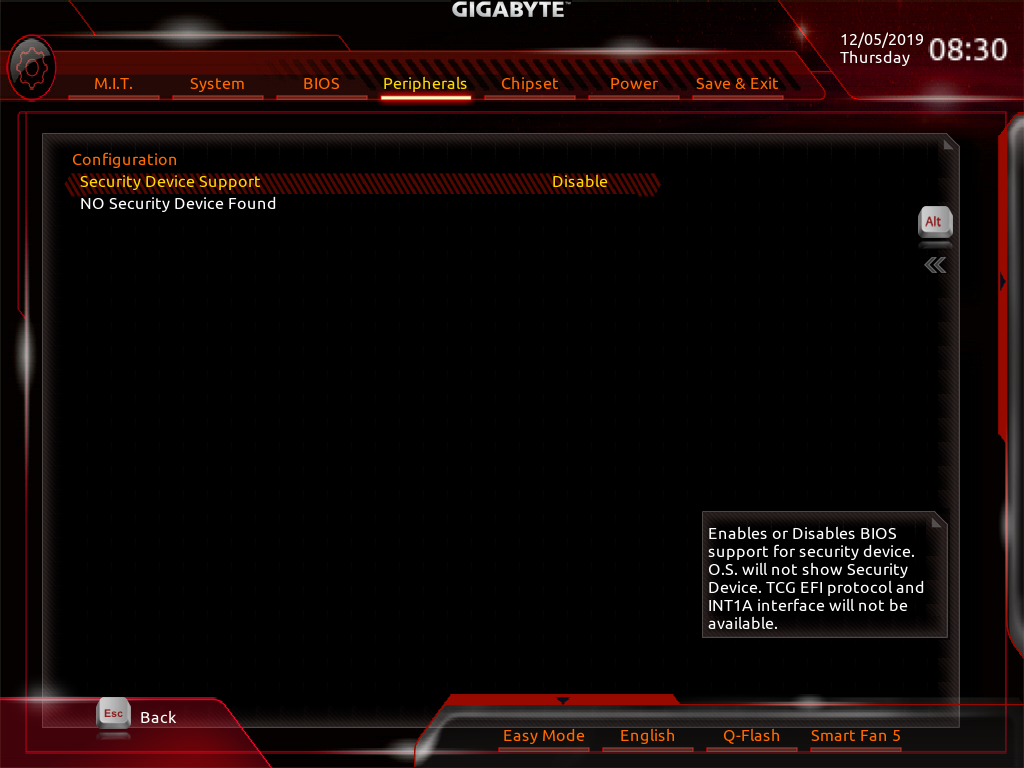 GIGABYTE™
12/05/2019
Thursday
08:30
M.I.T. System BIOS Peripherals Chipset Power Save & Exit
Configuration
Security Device Support Disable
NO Security Device Found
Alt
Enables or Disables BIOS
support for security device.
O.S. will not show Security
Device. TCG EFI protocol and
INT1A interface will not be
available.
Esc Back
Easy Mode English Q-Flash Smart Fan 5